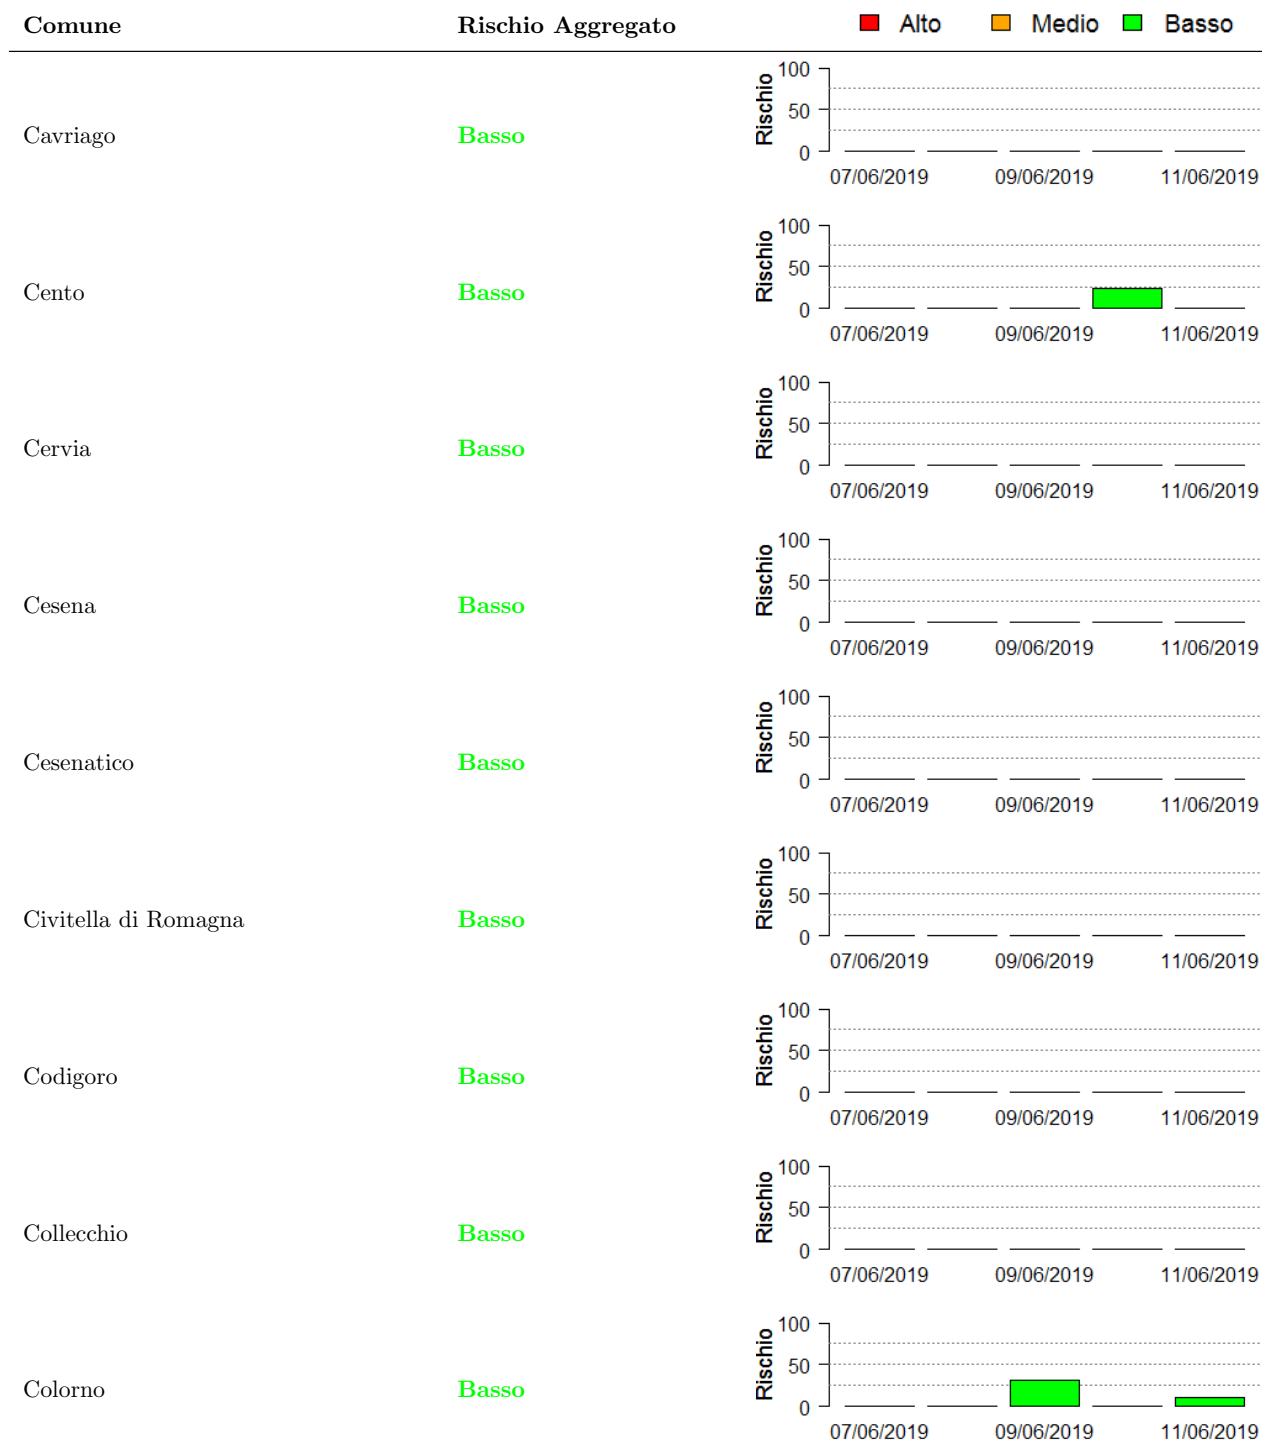 Comune Rischio Aggregato Alto Medio Basso
Cavriago Basso Rischio 100 50 0
07/06/2019 09/06/2019 11/06/2019
Cento Basso Rischio 100 50 0
07/06/2019 09/06/2019 11/06/2019
Cervia Basso Rischio 100 50 0
07/06/2019 09/06/2019 11/06/2019
Cesena Basso Rischio 100 50 0
07/06/2019 09/06/2019 11/06/2019
Cesenatico Basso Rischio 100 50 0
07/06/2019 09/06/2019 11/06/2019
Civitella di Romagna Basso Rischio 100 50 0
07/06/2019 09/06/2019 11/06/2019
Codigoro Basso Rischio 100 50 0
07/06/2019 09/06/2019 11/06/2019
Collecchio Basso Rischio 100 50 0
07/06/2019 09/06/2019 11/06/2019
Colorno Basso Rischio 100 50 0
07/06/2019 09/06/2019 11/06/2019